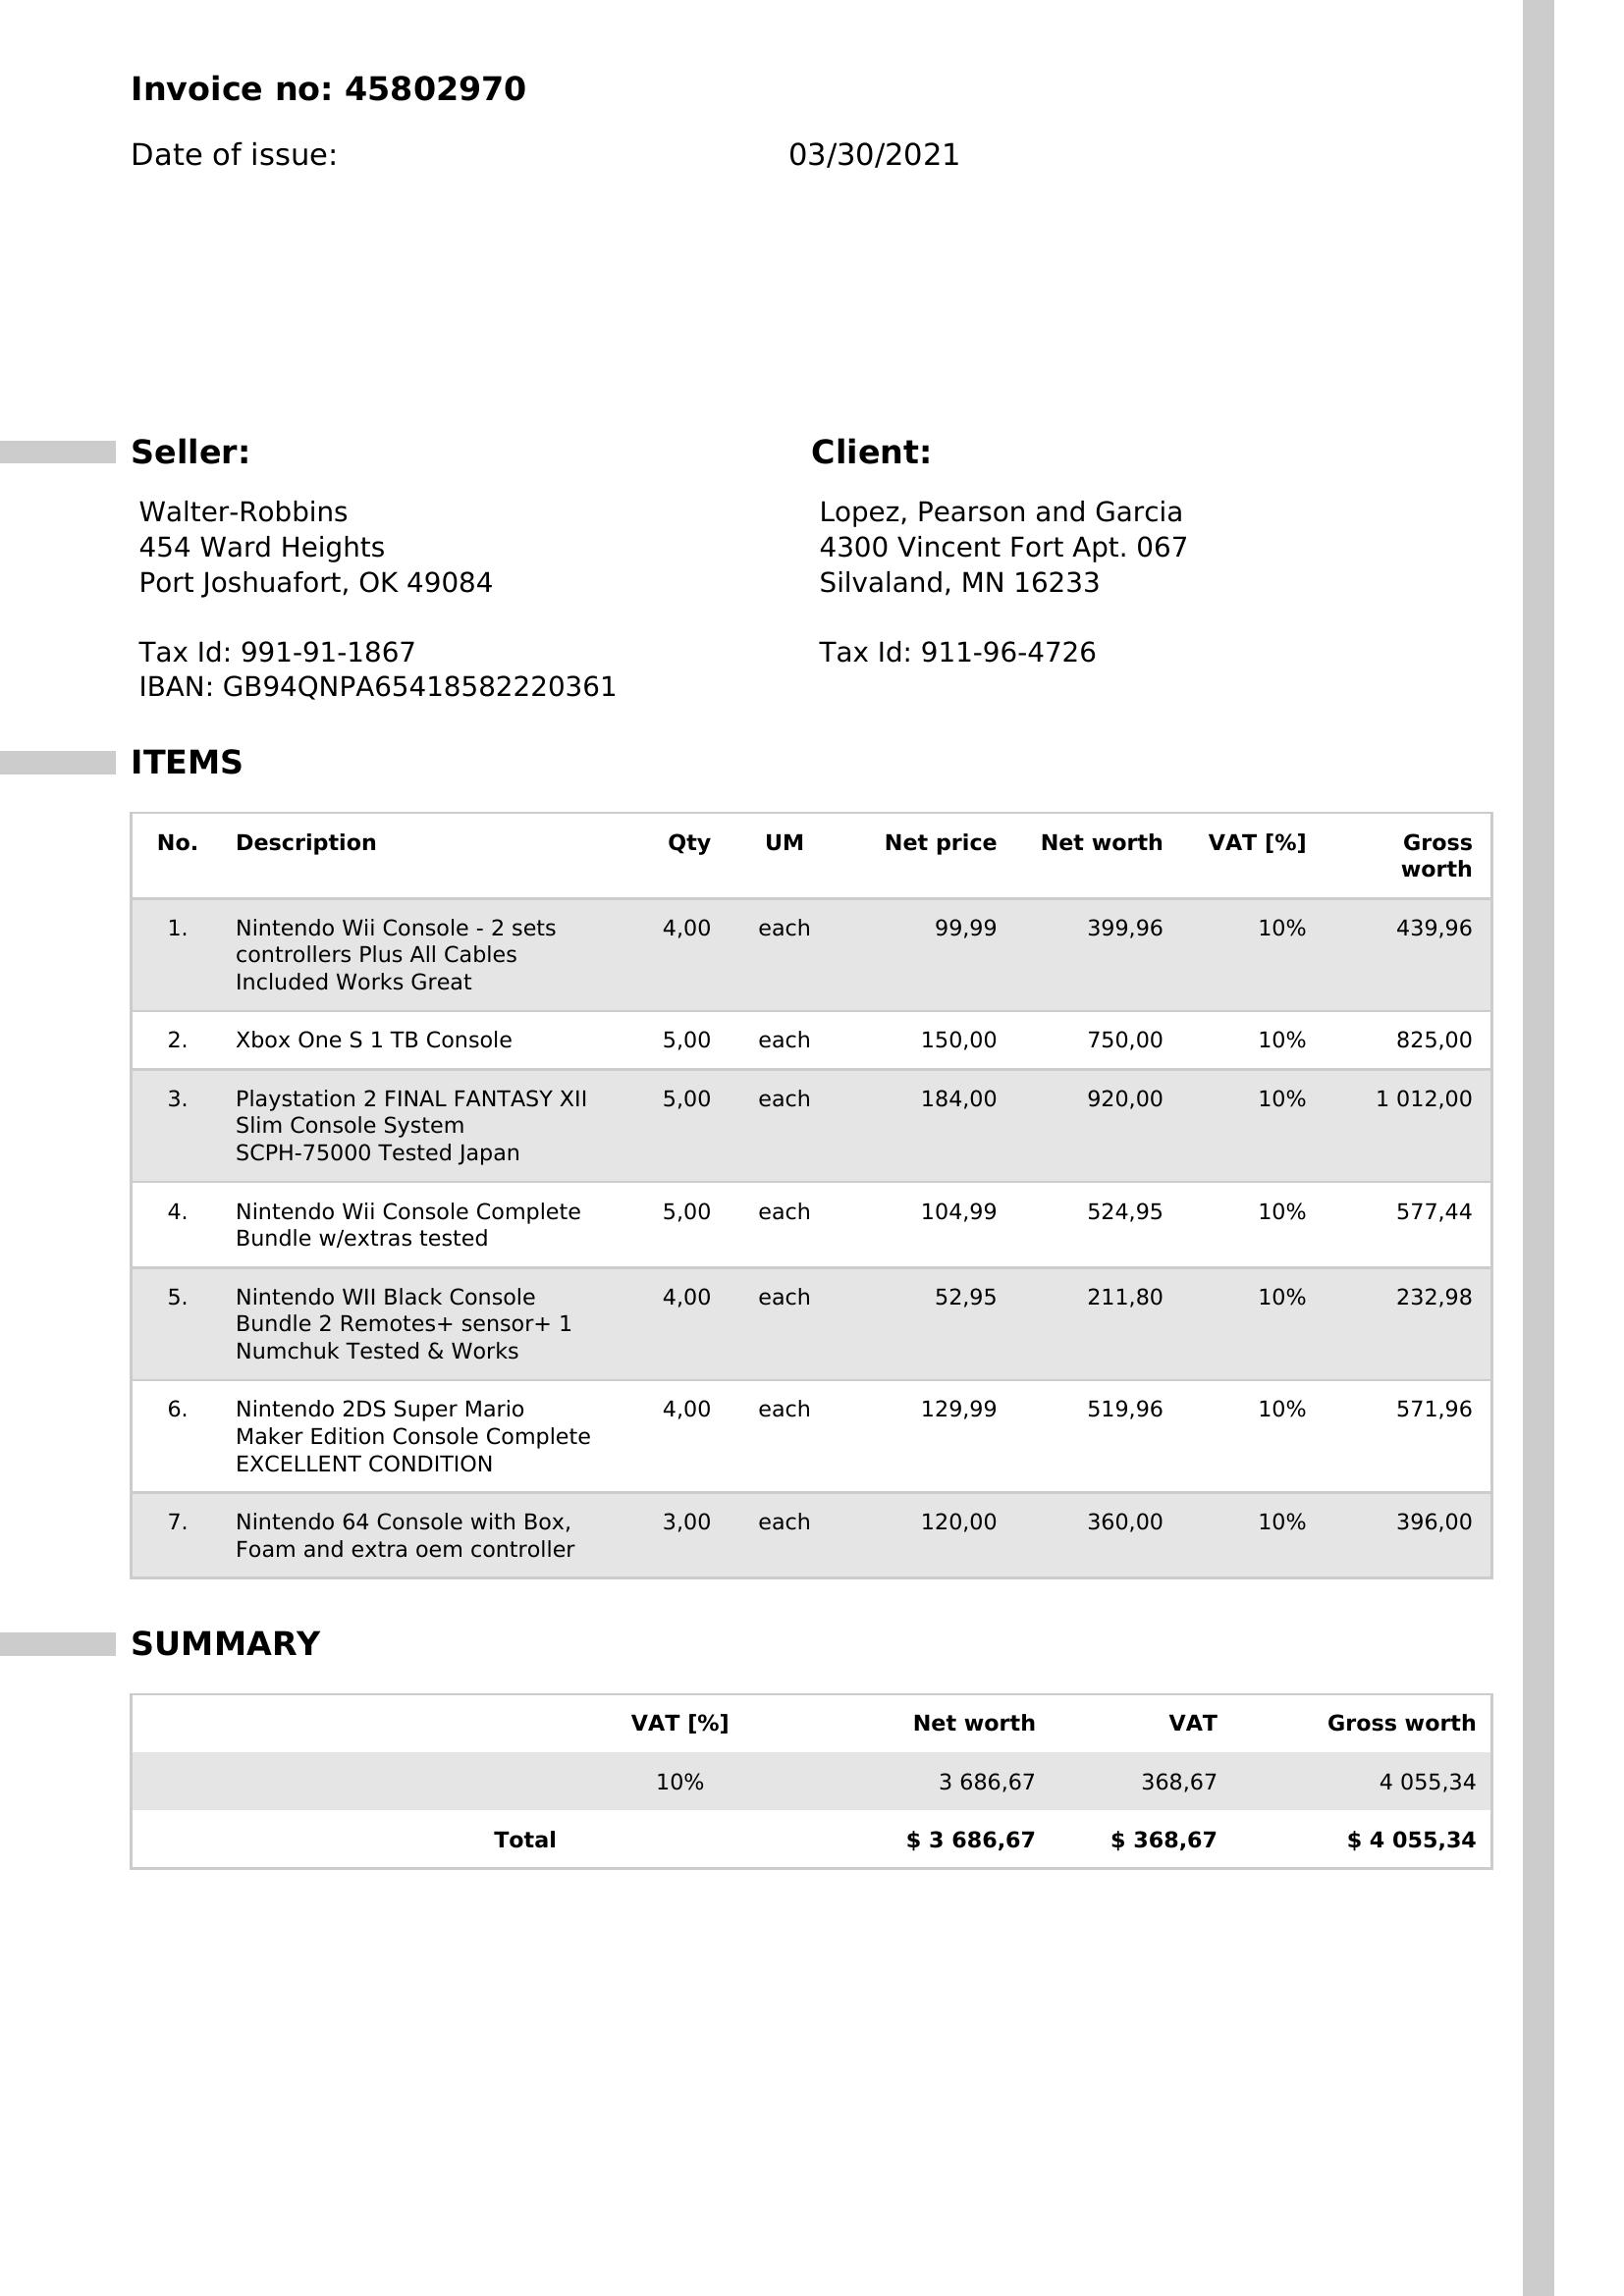 Invoice no: 45802970
Date of issue: 03/30/2021
Seller:
Walter-Robbins
454 Ward Heights
Port Joshuafort, OK 49084
Tax Id: 991-91-1867
IBAN: GB94QNPA65418582220361
Client:
Lopez, Pearson and Garcia
4300 Vincent Fort Apt. 067
Silvaland, MN 16233
Tax Id: 911-96-4726
ITEMS
No. Description Qty UM Net price Net worth VAT [%] Gross
worth
1. Nintendo Wii Console - 2 sets 4,00 each 99,99 399,96 10% 439,96
controllers Plus All Cables
Included Works Great
2. Xbox One S 1 TB Console 5,00 each 150,00 750,00 10% 825,00
3. Playstation 2 FINAL FANTASY XII 5,00 each 184,00 920,00 10% 1 012,00
Slim Console System
SCPH-75000 Tested Japan
4. Nintendo Wii Console Complete 5,00 each 104,99 524,95 10% 577,44
Bundle w/extras tested
5. Nintendo WII Black Console 4,00 each 52,95 211,80 10% 232,98
Bundle 2 Remotes+ sensor+ 1
Numchuk Tested & Works
6. Nintendo 2DS Super Mario 4,00 each 129,99 519,96 10% 571,96
Maker Edition Console Complete
EXCELLENT CONDITION
7. Nintendo 64 Console with Box, 3,00 each 120,00 360,00 10% 396,00
Foam and extra oem controller
SUMMARY
VAT [%] Net worth VAT Gross worth
10% 3 686,67 368,67 4 055,34
Total $ 3 686,67 $ 368,67 $ 4 055,34